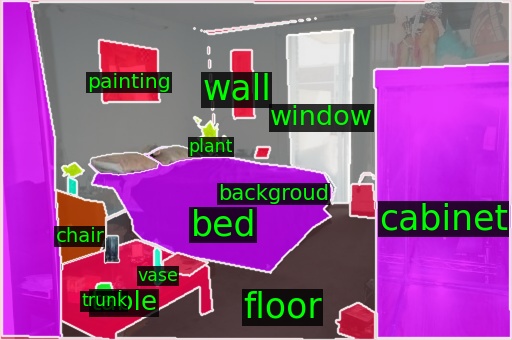 painting
wall
window
plant
backgroud
bed
cabinet
chair
vase
trunk
floor